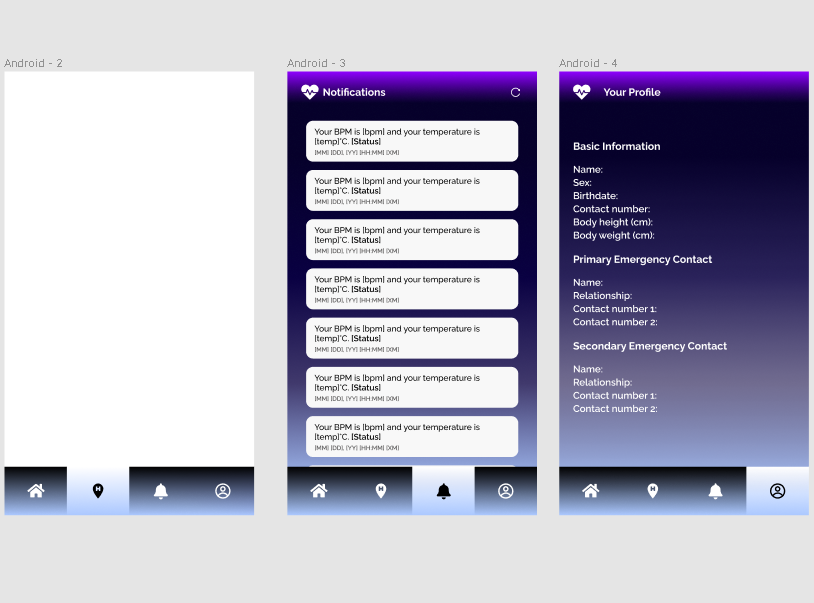 Android - 2
Android - 3
Notifications
Your BPM is [bpm] and your temperature is
[temp]°C. [Status]
[MM] [DD], [YY] [HH:MM] [XM]
Your BPM is [bpm] and your temperature is
[temp]°C. [Status]
[MM] [DD], [YY] [HH:MM] [XM]
Your BPM is [bpm] and your temperature is
[temp]°C. [Status]
[MM] [DD], [YY] [HH:MM] [XM]
Your BPM is [bpm] and your temperature is
[temp]°C. [Status]
[MM] [DD], [YY] [HH:MM] [XM]
Your BPM is [bpm] and your temperature is
[temp]°C. [Status]
[MM] [DD], [YY] [HH:MM] [XM]
Your BPM is [bpm] and your temperature is
[temp]°C. [Status]
[MM] [DD], [YY] [HH:MM] [XM]
Your BPM is [bpm] and your temperature is
[temp]°C. [Status]
[MM] [DD], [YY] [HH:MM] [XM]
Android - 4
Your Profile
Basic Information
Name:
Sex:
Birthdate:
Contact number:
Body height (cm):
Body weight (cm):
Primary Emergency Contact
Name:
Relationship:
Contact number 1:
Contact number 2:
Secondary Emergency Contact
Name:
Relationship:
Contact number 1:
Contact number 2:
H
H
H